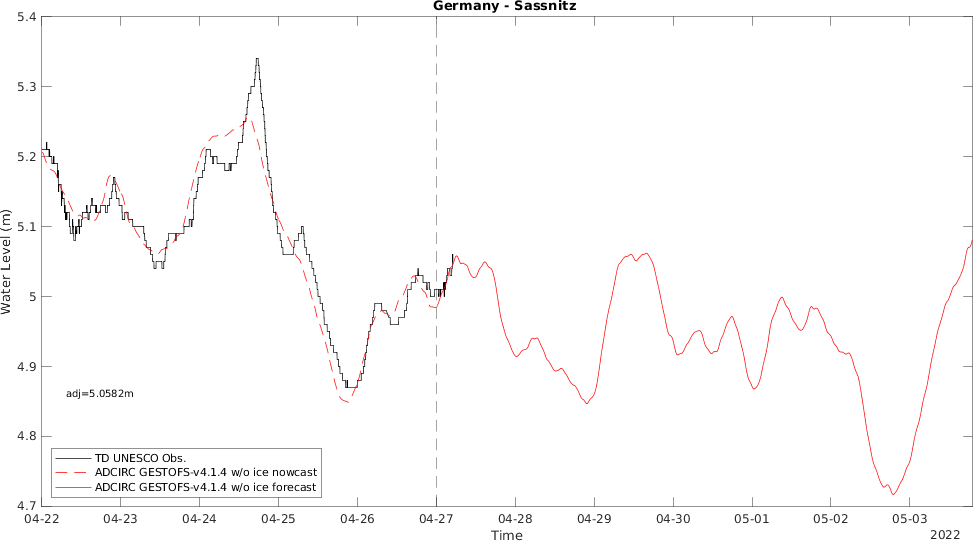 Germany - Sassnitz
Water Level (m)
5.4
5.3
5.2
5.1
5
4.9
4.8
4.7
adj=5.0582m
TD UNESCO Obs.
ADCIRC GESTOFS-v4.1.4 w/o ice nowcast
ADCIRC GESTOFS-v4.1.4 w/o ice forecast
04-22 04-23 04-24 04-25 04-26 04-27 04-28 04-29 04-30 05-01 05-02 05-03
Time
2022